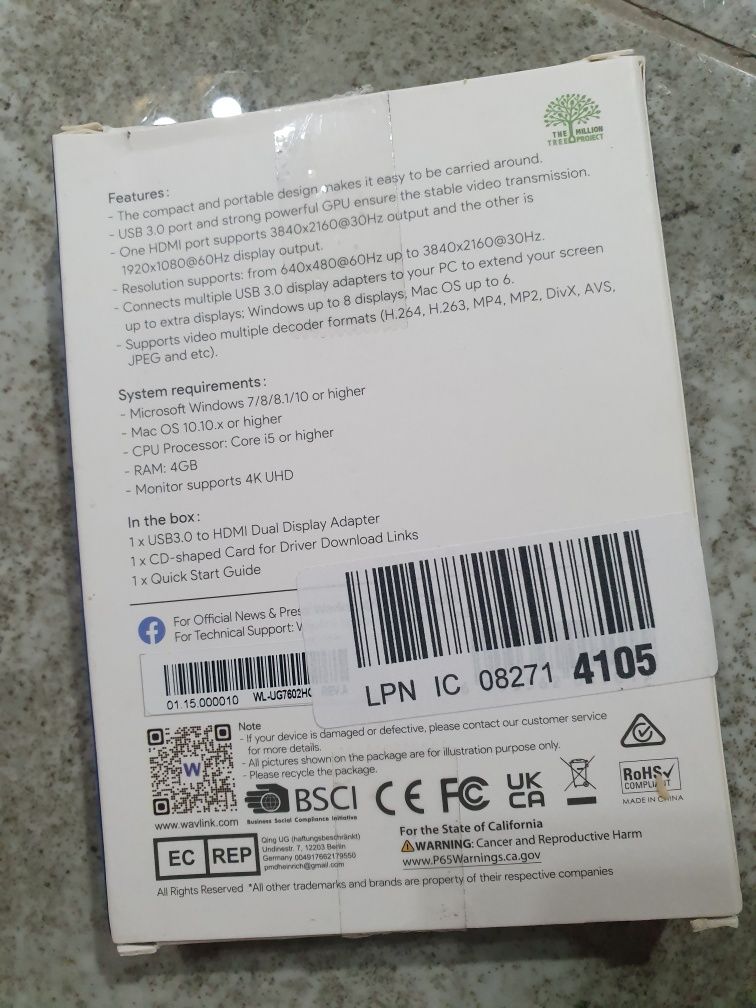 THE MILLION
TREE PROJECT
Features:
- The compact and portable design makes it easy to be carried around.
- USB 3.0 port and strong powerful GPU ensure the stable video transmission.
- One HDMI port supports 3840x2160@30Hz output and the other is
1920x1080@60Hz display output.
- Resolution supports: from 640x480@60Hz up to 3840x2160@30Hz.
- Connects multiple USB 3.0 display adapters to your PC to extend your screen
up to extra displays; Windows up to 8 displays, Mac OS up to 6.
- Supports video multiple decoder formats (H.264, H.263, MP4, MP2, DivX, AVS,
JPEG and etc).
System requirements:
- Microsoft Windows 7/8/8.1/10 or higher
- Mac OS 10.10.x or higher
- CPU Processor: Core i5 or higher
- RAM: 4GB
- Monitor supports 4K UHD
In the box:
1 x USB3.0 to HDMI Dual Display Adapter
1 x CD-shaped Card for Driver Download Links
1 x Quick Start Guide
For Official News & Pres
For Technical Support: W
01.15.000010 WL-UG7602HC REV.A
LPN IC 08271 4105
W
www.wavlink.com
Note
- If your device is damaged or defective, please contact our customer service
for more details.
- All pictures shown on the package are for illustration purpose only.
- Please recycle the package.
BSCI CE FC UK
CA
Business Social Compliance Initiative
RoHS
COMPLIANT
MADE IN CHINA
EC REP
Qing UG (haftungsbeschränkt)
Undinestr. 7, 12203 Berlin
Germany 004917662179550
pmdheinrich@gmail.com
For the State of California
WARNING: Cancer and Reproductive Harm
www.P65Warnings.ca.gov
All Rights Reserved *All other trademarks and brands are property of their respective companies